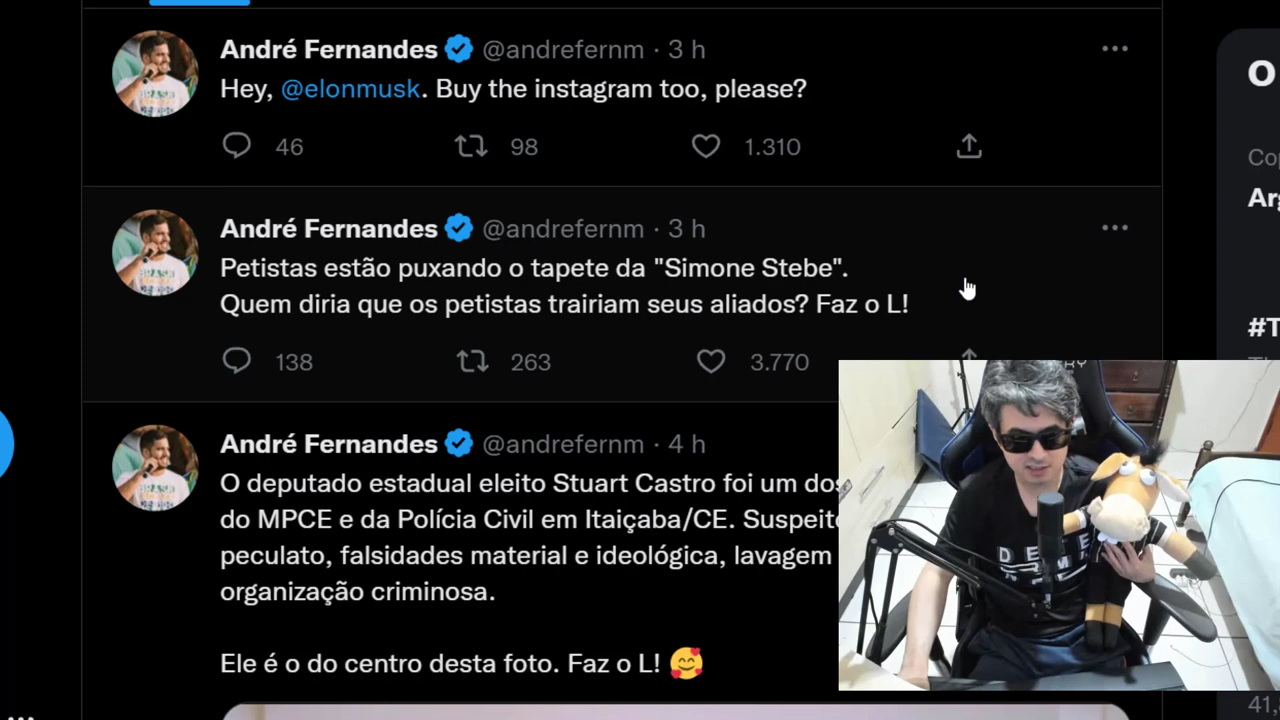 André Fernandes @andrefernm · 3 h
Hey, @elonmusk. Buy the instagram too, please?
46 98 1.310
André Fernandes @andrefernm · 3 h
Petistas estão puxando o tapete da "Simone Stebe".
Quem diria que os petistas trairiam seus aliados? Faz o L!
138 263 3.770
André Fernandes @andrefernm · 4 h
O deputado estadual eleito Stuart Castro foi um dos
do MPCE e da Polícia Civil em Itaiçaba/CE.
peculato, falsidades material e ideológica, lavagem
organização criminosa.
Ele é o do centro desta foto. Faz o L! 🥰
O